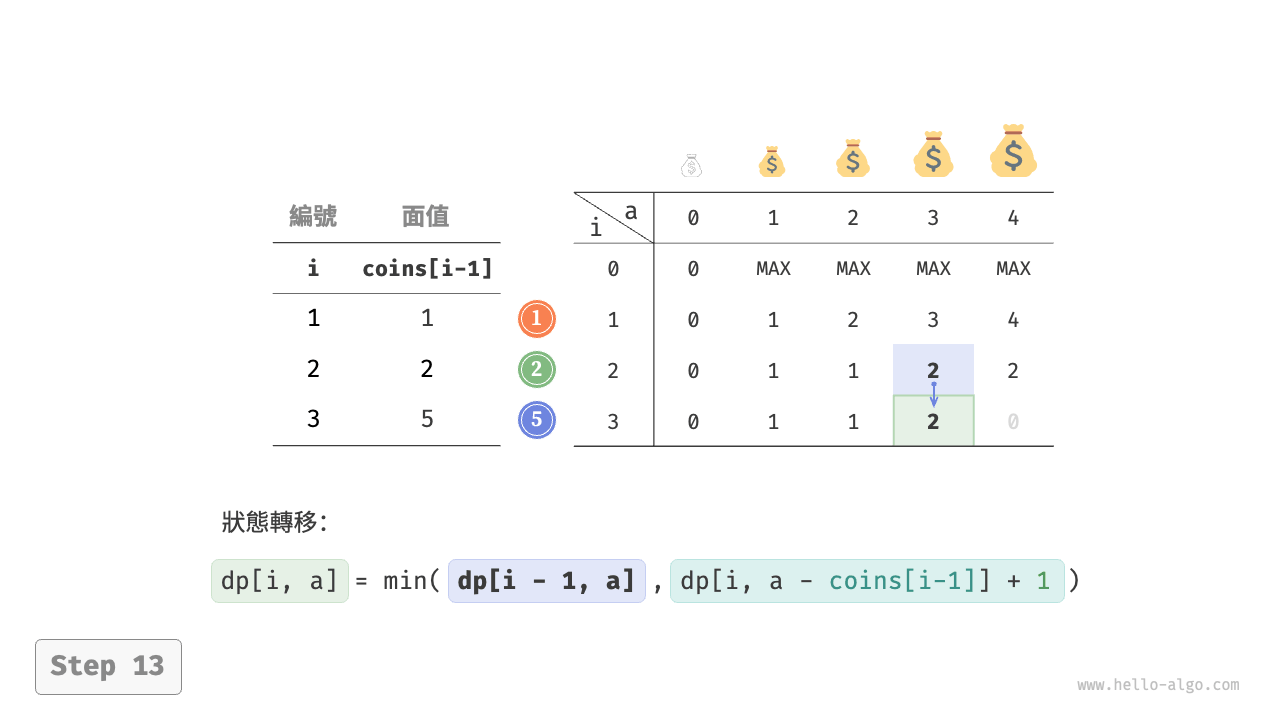 編號 面值
i coins[i-1]
1 1
2 2
3 5
1
2
5
$ $ $ $ $
i a 0 1 2 3 4
0 0 MAX MAX MAX MAX
1 0 1 2 3 4
2 0 1 1 2 2
3 0 1 1 2 0
狀態轉移：
dp[i, a] = min( dp[i - 1, a] , dp[i, a - coins[i-1]] + 1 )
Step 13
www.hello-algo.com